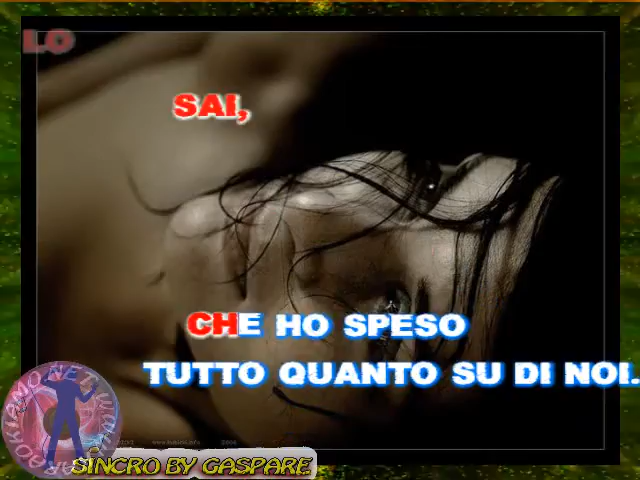 LO
SAI,
CHE HO SPESO
TUTTO QUANTO SU DI NOI.
SINCRO BY GASPARE